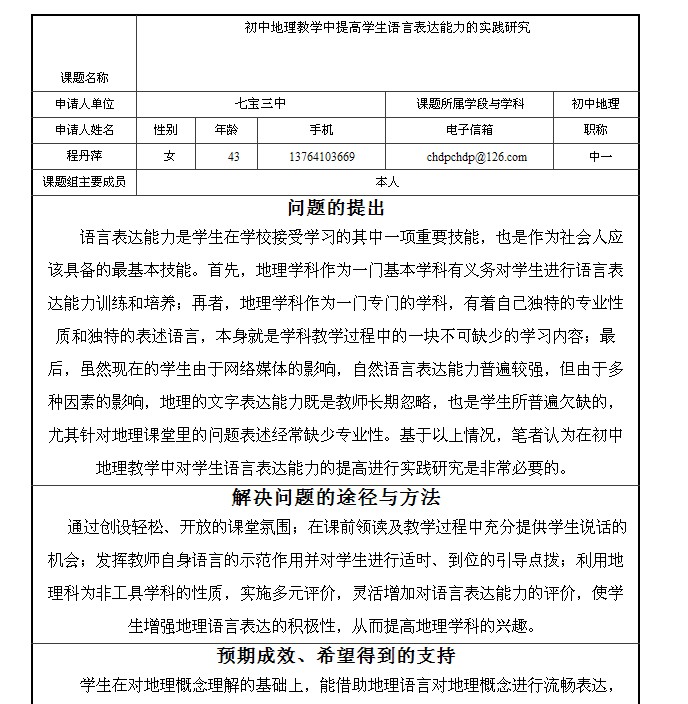 初中地理教学中提高学生语言表达能力的实践研究
课题名称
申请人单位 七宝三中 课题所属学段与学科 初中地理
申请人姓名 性别 年龄 手机 电子信箱 职称
程丹萍 女 43 13764103669 chdpchdp@126.com 中一
课题组主要成员 本人
问题的提出
语言表达能力是学生在学校接受学习的其中一项重要技能，也是作为社会人应
该具备的最基本技能。首先，地理学科作为一门基本学科有义务对学生进行语言表
达能力训练和培养；再者，地理学科作为一门专门的学科，有着自己独特的专业性
质和独特的表述语言，本身就是学科教学过程中的一块不可缺少的学习内容；最
后，虽然现在的学生由于网络媒体的影响，自然语言表达能力普遍较强，但由于多
种因素的影响，地理的文字表达能力既是教师长期忽略，也是学生所普遍欠缺的，
尤其针对地理课堂里的问题表述经常缺少专业性。基于以上情况，笔者认为在初中
地理教学中对学生语言表达能力的提高进行实践研究是非常必要的。
解决问题的途径与方法
通过创设轻松、开放的课堂氛围；在课前领读及教学过程中充分提供学生说话的
机会；发挥教师自身语言的示范作用并对学生进行适时、到位的引导点拨；利用地
理科为非工具学科的性质，实施多元评价，灵活增加对语言表达能力的评价，使学
生增强地理语言表达的积极性，从而提高地理学科的兴趣。
预期成效、希望得到的支持
学生在对地理概念理解的基础上，能借助地理语言对地理概念进行流畅表达，